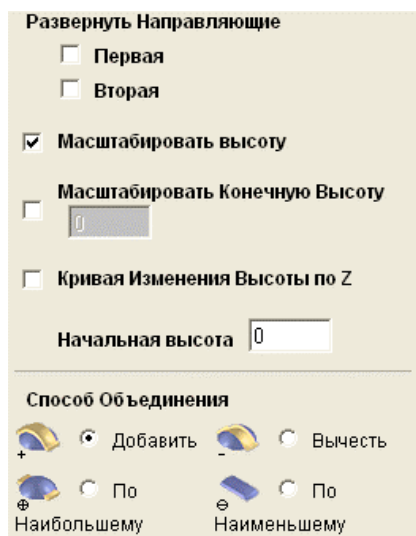 Развернуть Направляющие
Первая
Вторая
Масштабировать высоту
Масштабировать Конечную Высоту
0
Кривая Изменения Высоты по Z
Начальная высота 0
Способ Объединения
Добавить Вычесть
По Наибольшему По Наименьшему